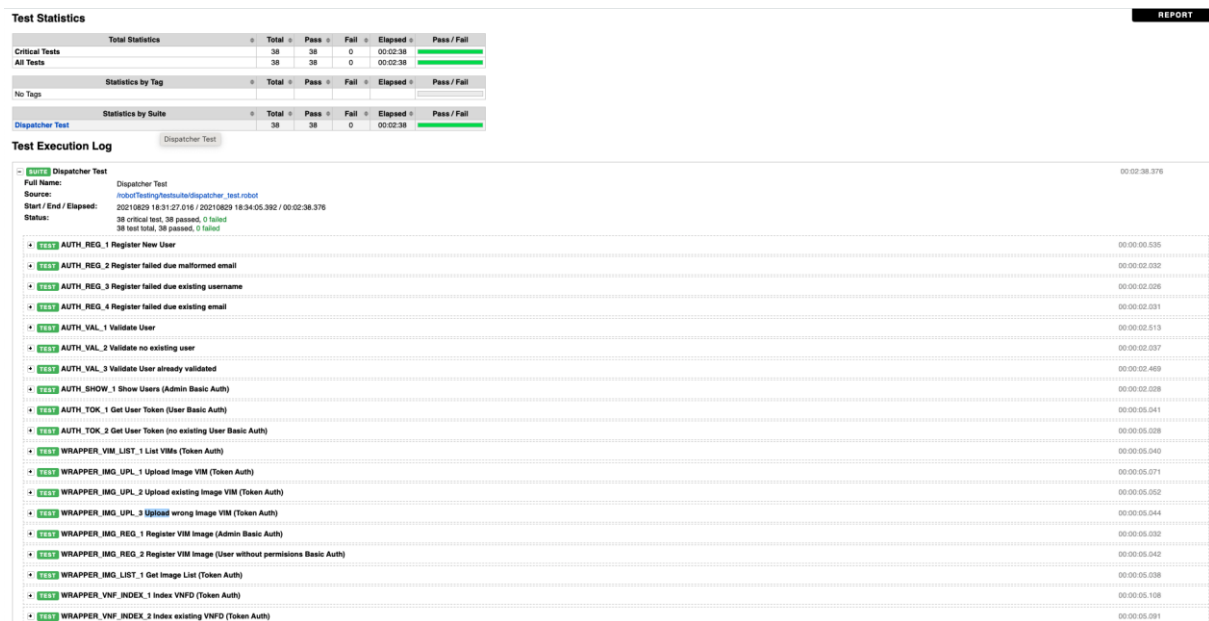 Test Statistics
REPORT
Total Statistics Total Pass Fail Elapsed Pass / Fail
Critical Tests 38 38 0 00:02:38
All Tests 38 38 0 00:02:38
Statistics by Tag Total Pass Fail Elapsed Pass / Fail
No Tags
Statistics by Suite Total Pass Fail Elapsed Pass / Fail
Dispatcher Test 38 38 0 00:02:38
Dispatcher Test
Test Execution Log
SUITE Dispatcher Test 00:02:38.376
Full Name: Dispatcher Test
Source: /robotTesting/testsuite/dispatcher_test.robot
Start / End / Elapsed: 20210829 18:31:27.016 / 20210829 18:34:05.392 / 00:02:38.376
Status: 38 critical test, 38 passed, 0 failed
38 test total, 38 passed, 0 failed
TEST AUTH_REG_1 Register New User 00:00:00.535
TEST AUTH_REG_2 Register failed due malformed email 00:00:02.032
TEST AUTH_REG_3 Register failed due existing username 00:00:02.026
TEST AUTH_REG_4 Register failed due existing email 00:00:02.031
TEST AUTH_VAL_1 Validate User 00:00:02.513
TEST AUTH_VAL_2 Validate no existing user 00:00:02.037
TEST AUTH_VAL_3 Validate User already validated 00:00:02.469
TEST AUTH_SHOW_1 Show Users (Admin Basic Auth) 00:00:02.028
TEST AUTH_TOK_1 Get User Token (User Basic Auth) 00:00:05.041
TEST AUTH_TOK_2 Get User Token (no existing User Basic Auth) 00:00:05.028
TEST WRAPPER_VIM_LIST_1 List VIMs (Token Auth) 00:00:05.040
TEST WRAPPER_IMG_UPL_1 Upload Image VIM (Token Auth) 00:00:05.071
TEST WRAPPER_IMG_UPL_2 Upload existing Image VIM (Token Auth) 00:00:05.052
TEST WRAPPER_IMG_UPL_3 Upload wrong Image VIM (Token Auth) 00:00:05.044
TEST WRAPPER_IMG_REG_1 Register VIM Image (Admin Basic Auth) 00:00:05.032
TEST WRAPPER_IMG_REG_2 Register VIM Image (User without permisions Basic Auth) 00:00:05.042
TEST WRAPPER_IMG_LIST_1 Get Image List (Token Auth) 00:00:05.038
TEST WRAPPER_VNF_INDEX_1 Index VNFD (Token Auth) 00:00:05.108
TEST WRAPPER_VNF_INDEX_2 Index existing VNFD (Token Auth) 00:00:05.091